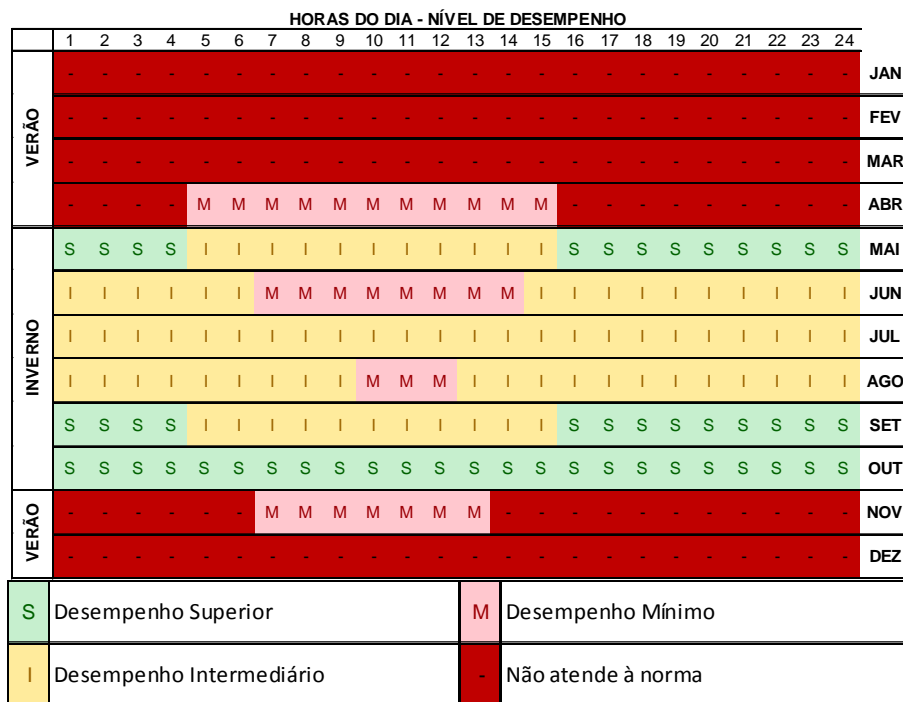 HORAS DO DIA - NÍVEL DE DESEMPENHO
1 2 3 4 5 6 7 8 9 10 11 12 13 14 15 16 17 18 19 20 21 22 23 24
VERÃO
- - - - - - - - - - - - - - - - - - - - - - - - JAN
- - - - - - - - - - - - - - - - - - - - - - - - FEV
- - - - - - - - - - - - - - - - - - - - - - - - MAR
- - - - M M M M M M M M M M M - - - - - - - - - ABR
INVERNO
S S S S I I I I I I I I I I I S S S S S S S S S MAI
I I I I I I M M M M M M M M I I I I I I I I I I JUN
I I I I I I I I I I I I I I I I I I I I I I I I JUL
I I I I I I I I I M M M I I I I I I I I I I I I AGO
S S S S I I I I I I I I I I I S S S S S S S S S SET
S S S S S S S S S S S S S S S S S S S S S S S S OUT
VERÃO
- - - - - - M M M M M M M - - - - - - - - - - - NOV
- - - - - - - - - - - - - - - - - - - - - - - - DEZ
S Desempenho Superior M Desempenho Mínimo
I Desempenho Intermediário - Não atende à norma